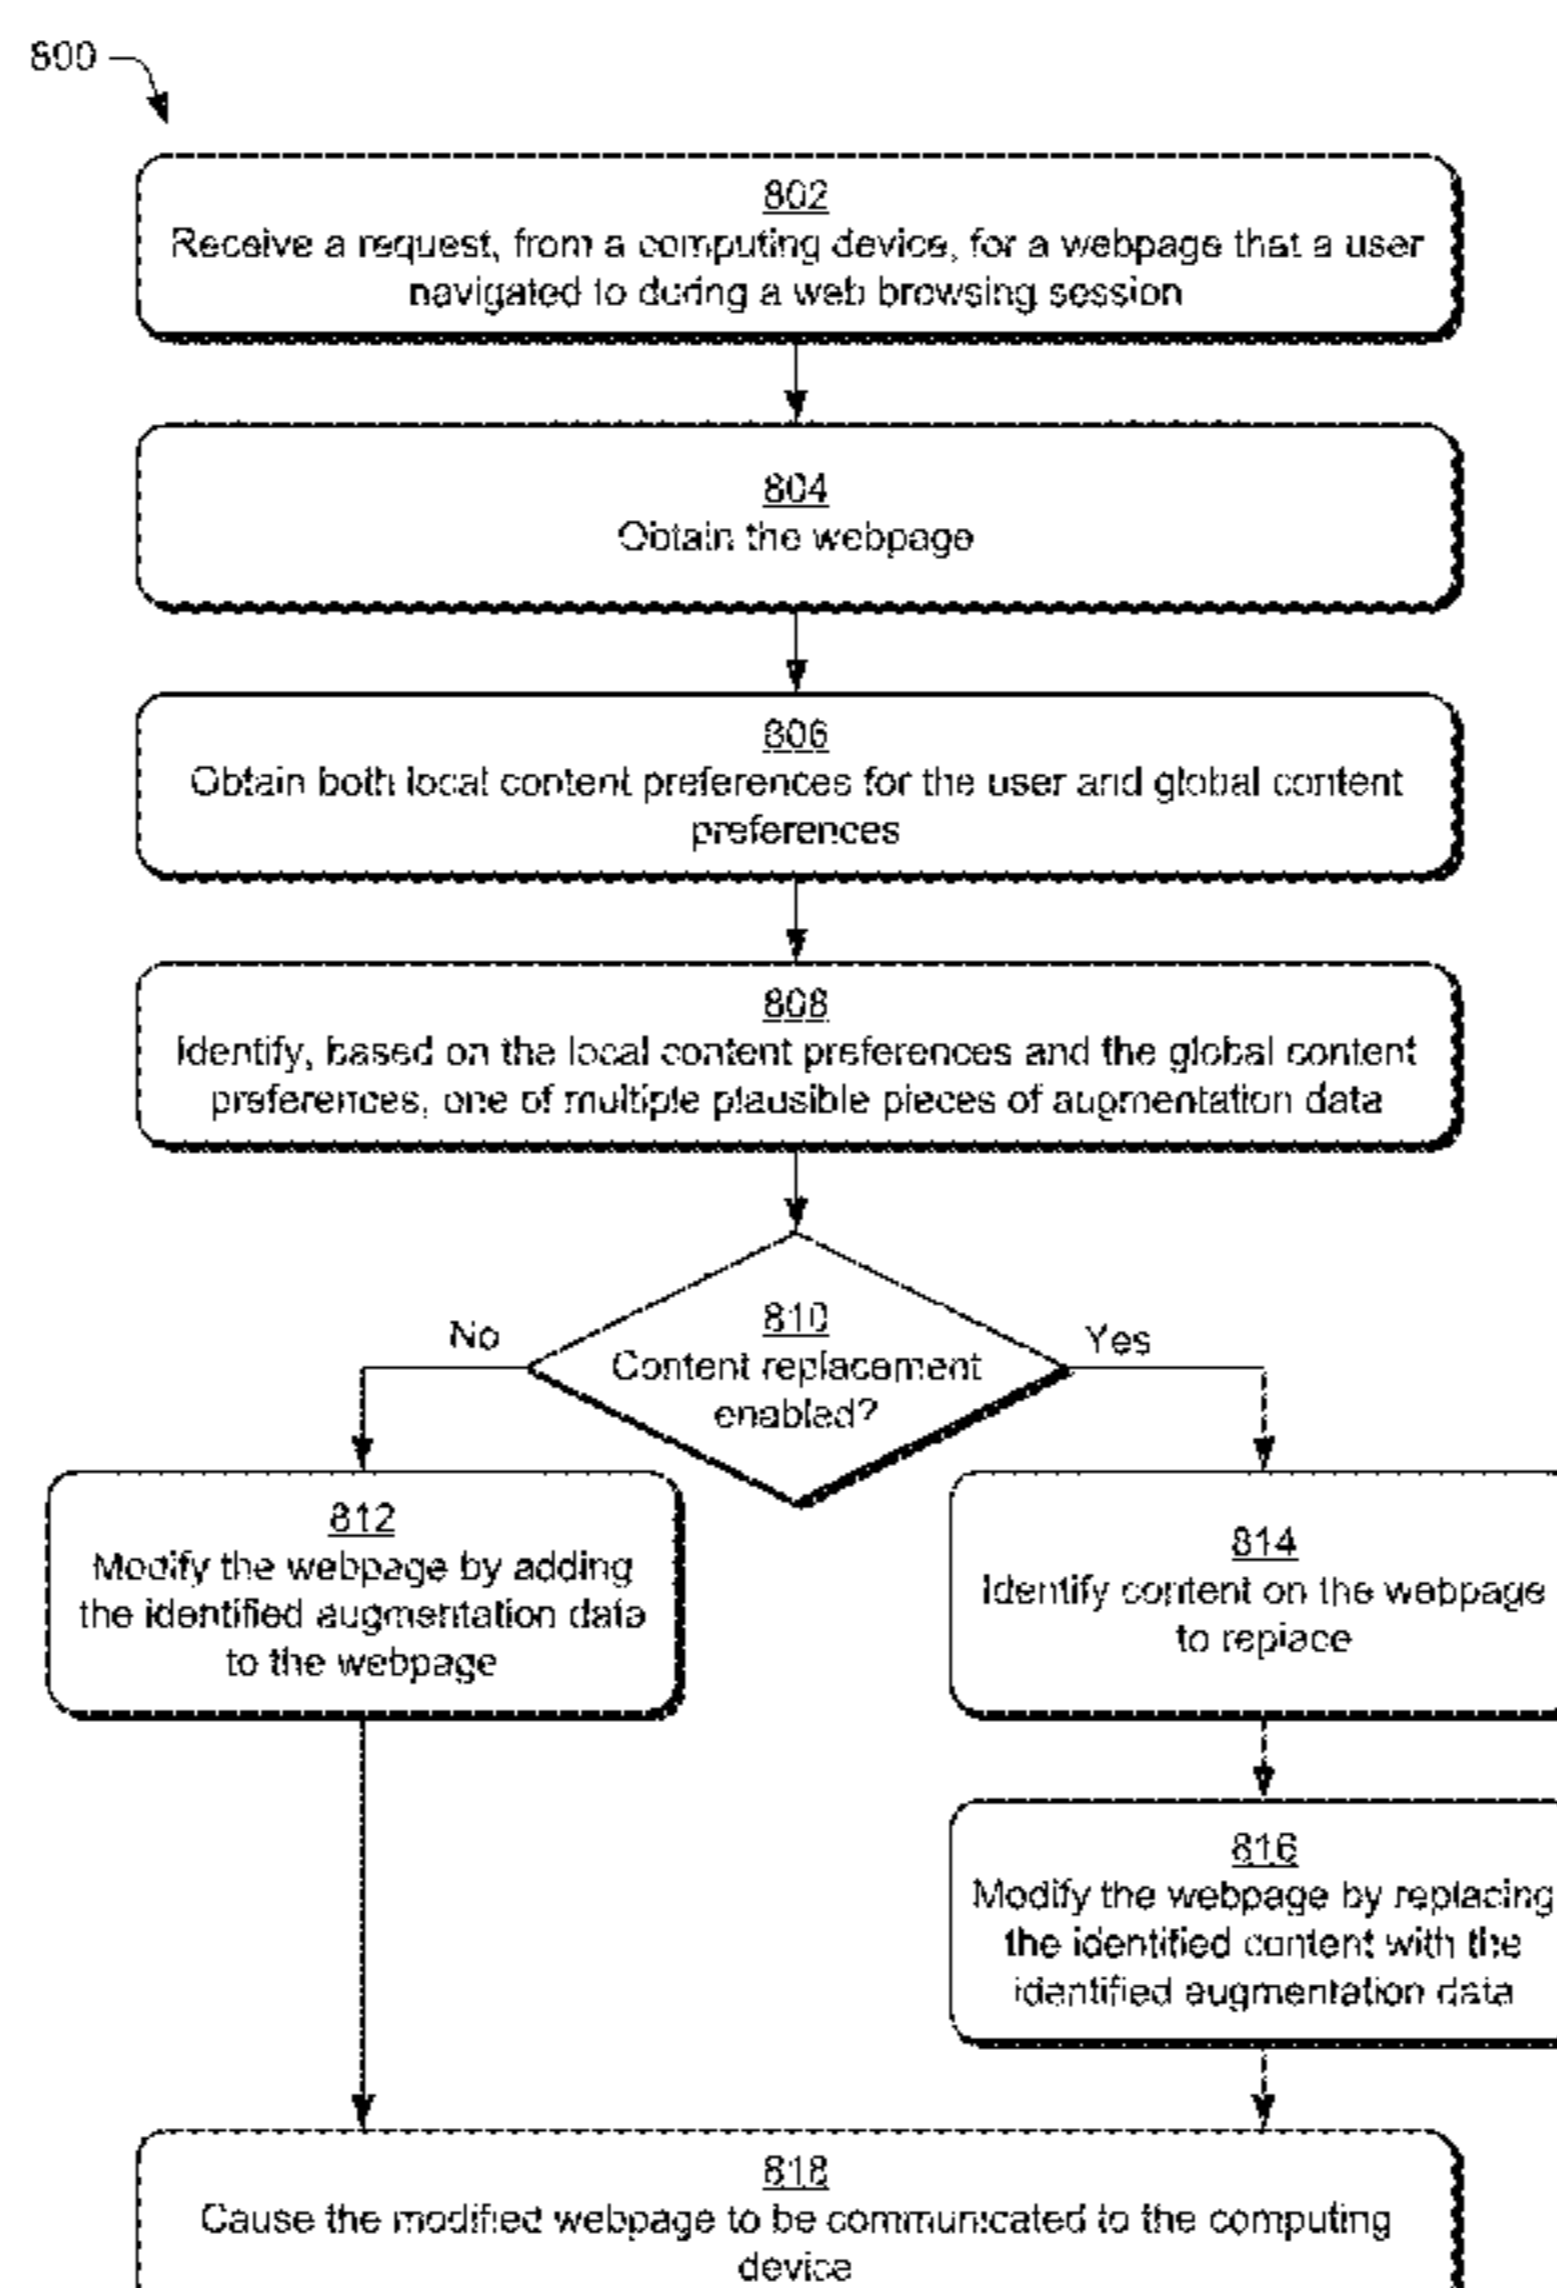 800
802
Receive a request, from a computing device, for a webpage that a user
navigated to during a web browsing session
804
Obtain the webpage
806
Obtain both local content preferences for the user and global content
preferences
808
Identify, based on the local content preferences and the global content
preferences, one of multiple plausible pieces of augmentation data
810
Content replacement
enabled?
No
Yes
812
Modify the webpage by adding
the identified augmentation data
to the webpage
814
Identify content on the webpage
to replace
816
Modify the webpage by replacing
the identified content with the
identified augmentation data
818
Cause the modified webpage to be communicated to the computing
device